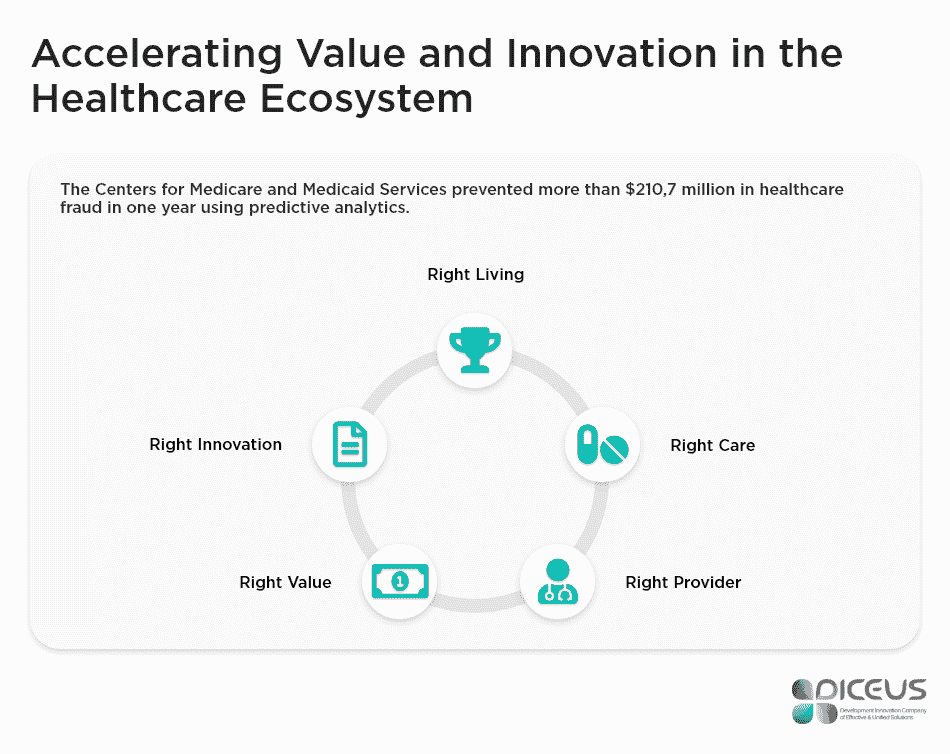 Accelerating Value and Innovation in the
Healthcare Ecosystem
The Centers for Medicare and Medicaid Services prevented more than $210,7 million in healthcare
fraud in one year using predictive analytics.
Right Living
Right Innovation
Right Care
1
Right Value
Right Provider
DICEUS
Development Innovation Company
of Effective & Unified Solutions